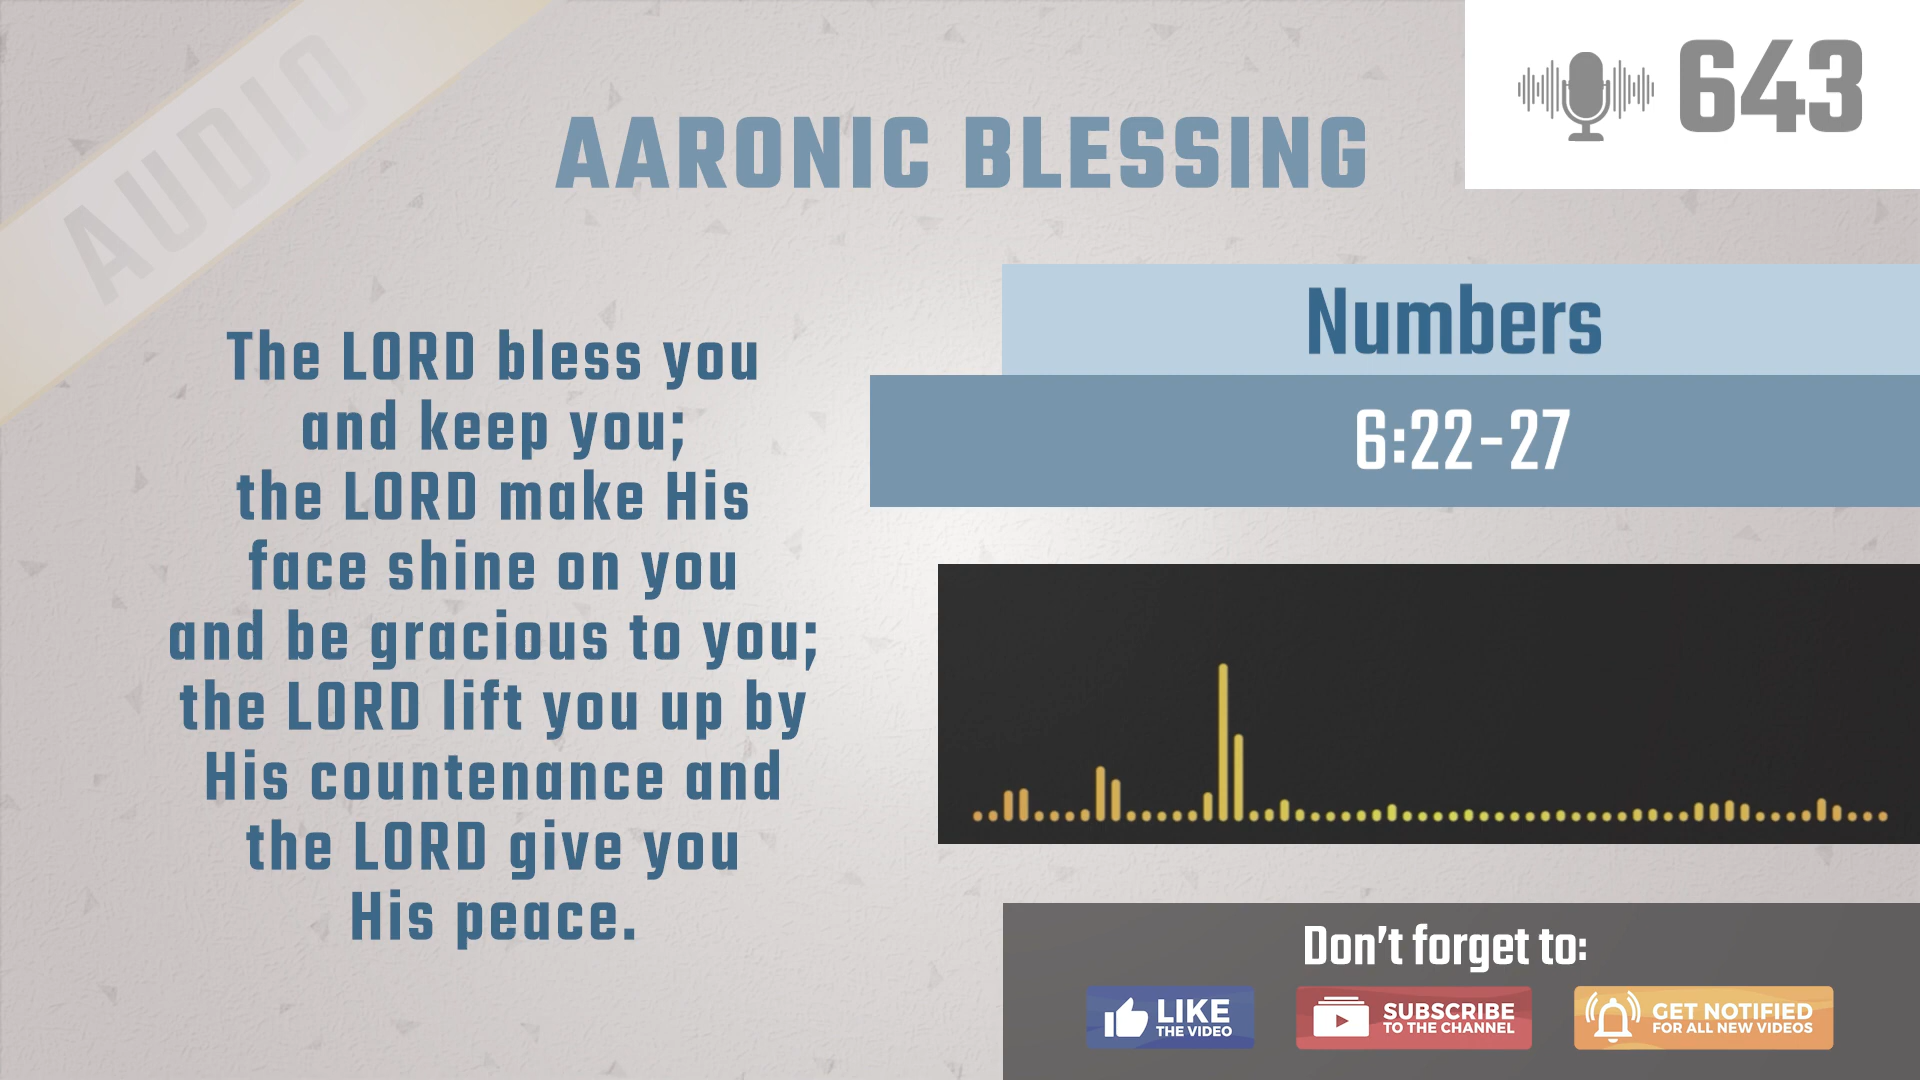 AUDIO
643
AARONIC BLESSING
Numbers
6:22-27
The LORD bless you
and keep you;
the LORD make His
face shine on you
and be gracious to you;
the LORD lift you up by
His countenance and
the LORD give you
His peace.
Don't forget to:
LIKE
THE VIDEO
SUBSCRIBE
TO THE CHANNEL
GET NOTIFIED
FOR ALL NEW VIDEOS